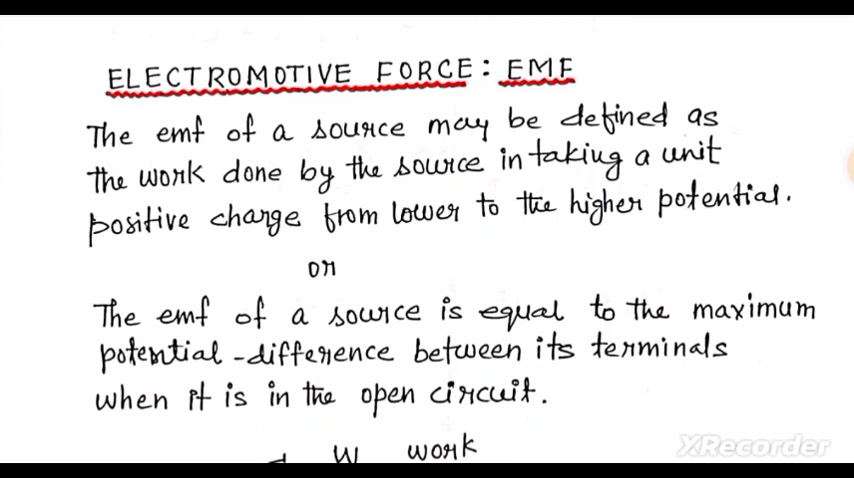 ELECTROMOTIVE FORCE: EMF
The emf of a source may be defined as
the work done by the source in taking a unit
positive charge from lower to the higher potential.
or
The emf of a source is equal to the maximum
potential-difference between its terminals
when it is in the open circuit.
W work
XRecorder